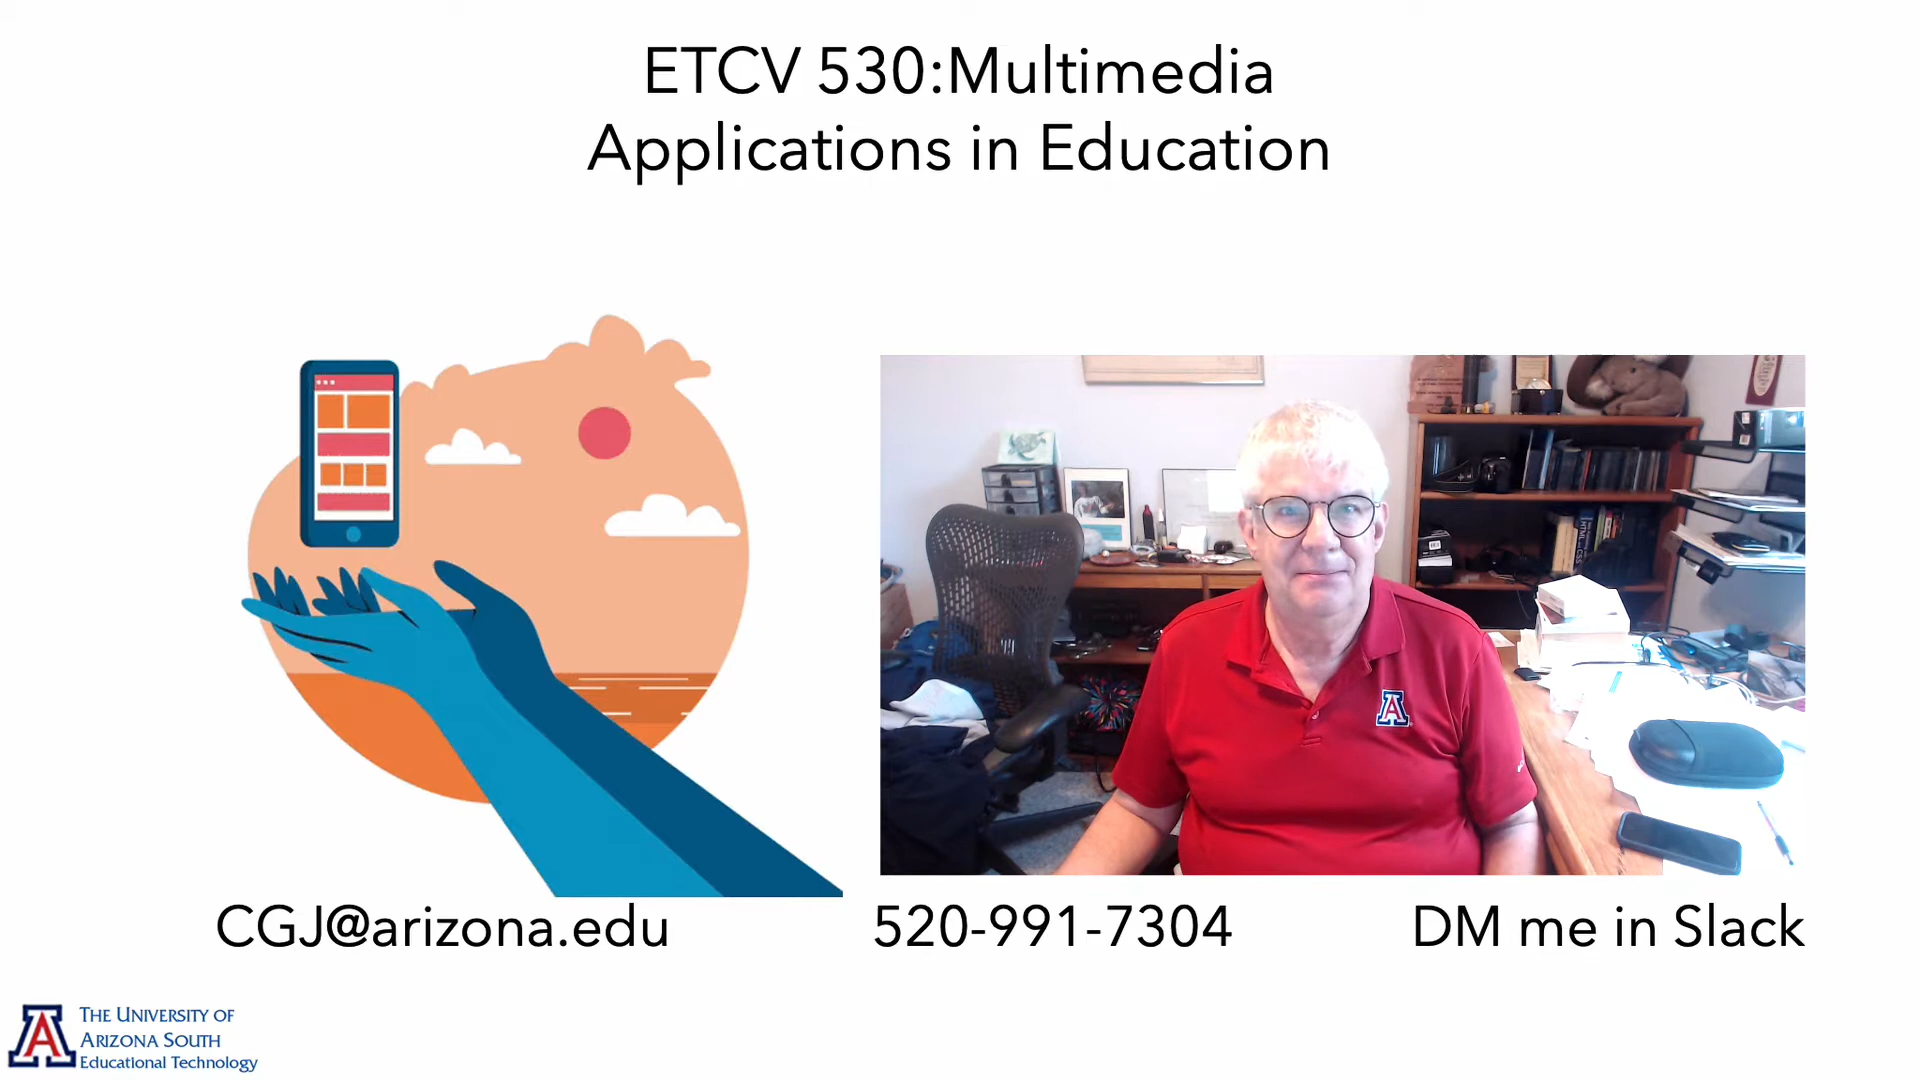 ETCV 530:Multimedia
Applications in Education
CGJ@arizona.edu
520-991-7304
DM me in Slack
A THE UNIVERSITY OF
ARIZONA SOUTH
Educational Technology
A
HTML